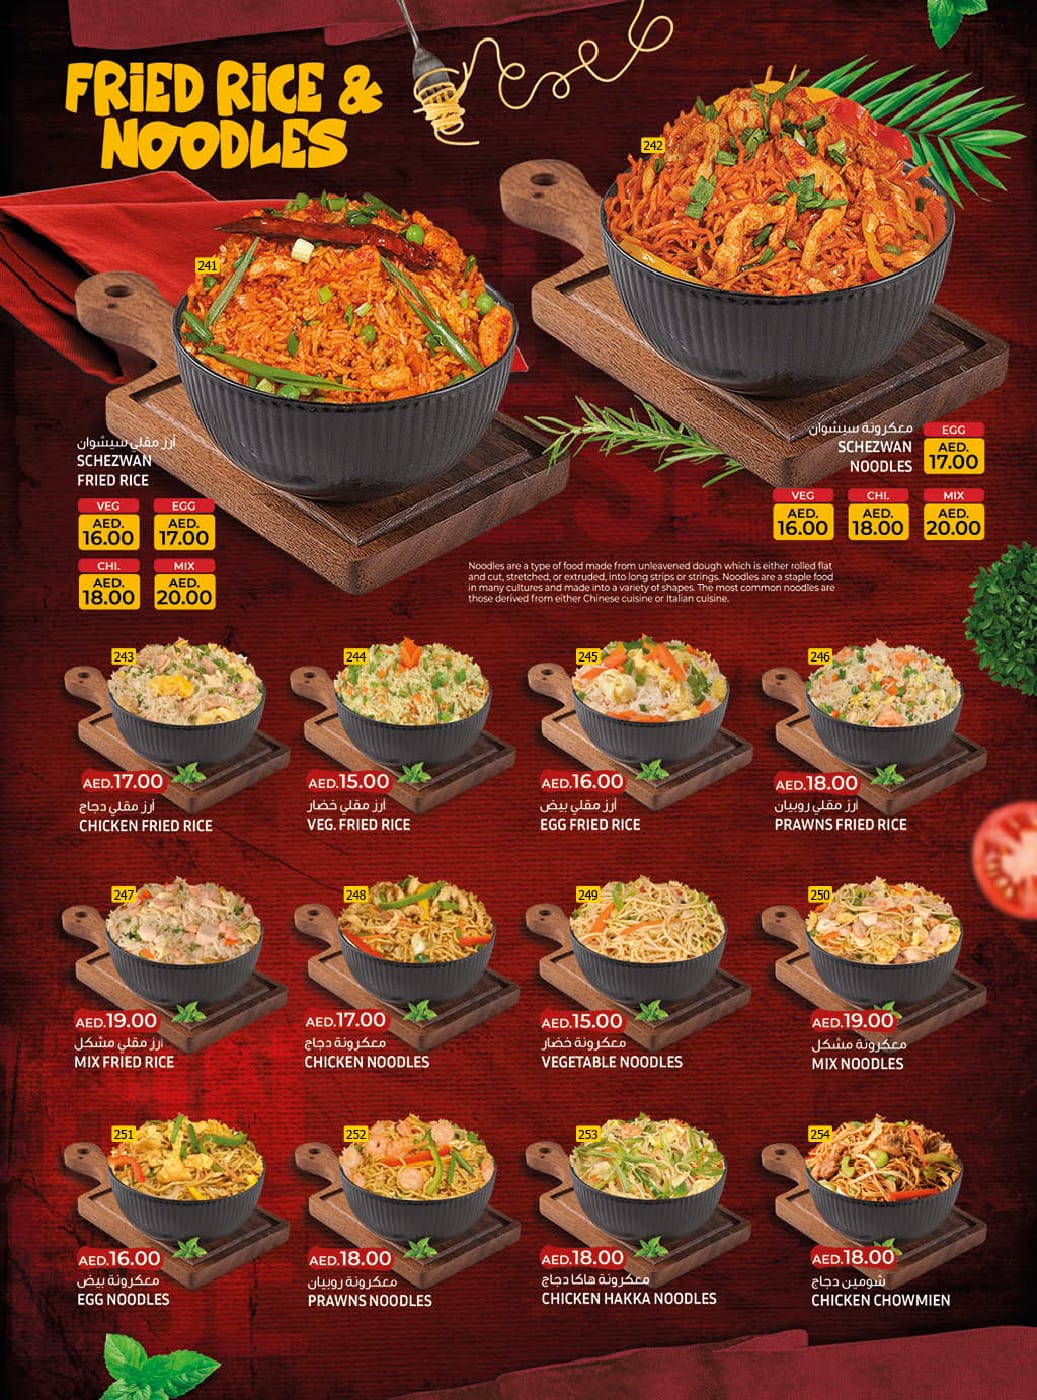 FRIED RICE &
NOODLES
242
241
أرز مقلي سيشوان
SCHEZWAN
FRIED RICE
VEG
AED.
16.00
EGG
AED.
17.00
CHI.
AED.
18.00
MIX
AED.
20.00
معكرونة سيشوان
SCHEZWAN
NOODLES
EGG
AED.
17.00
VEG
AED.
16.00
CHI.
AED.
18.00
MIX
AED.
20.00
Noodles are a type of food made from unleavened dough which is either rolled flat
and cut, stretched, or extruded, into long strips or strings. Noodles are a staple food
in many cultures and made into a variety of shapes. The most common noodles are
those derived from either Chinese cuisine or Italian cuisine.
243
AED.17.00
أرز مقلي دجاج
CHICKEN FRIED RICE
244
AED.15.00
أرز مقلي خضار
VEG. FRIED RICE
245
AED.16.00
أرز مقلي بيض
EGG FRIED RICE
246
AED.18.00
أرز مقلي روبيان
PRAWNS FRIED RICE
247
AED.19.00
أرز مقلي مشكل
MIX FRIED RICE
248
AED.17.00
معكرونة دجاج
CHICKEN NOODLES
249
AED.15.00
معكرونة خضار
VEGETABLE NOODLES
250
AED.19.00
معكرونة مشكل
MIX NOODLES
251
AED.16.00
معكرونة بيض
EGG NOODLES
252
AED.18.00
معكرونة روبيان
PRAWNS NOODLES
253
AED.18.00
معكرونة هاكا دجاج
CHICKEN HAKKA NOODLES
254
AED.18.00
شومين دجاج
CHICKEN CHOWMIEN